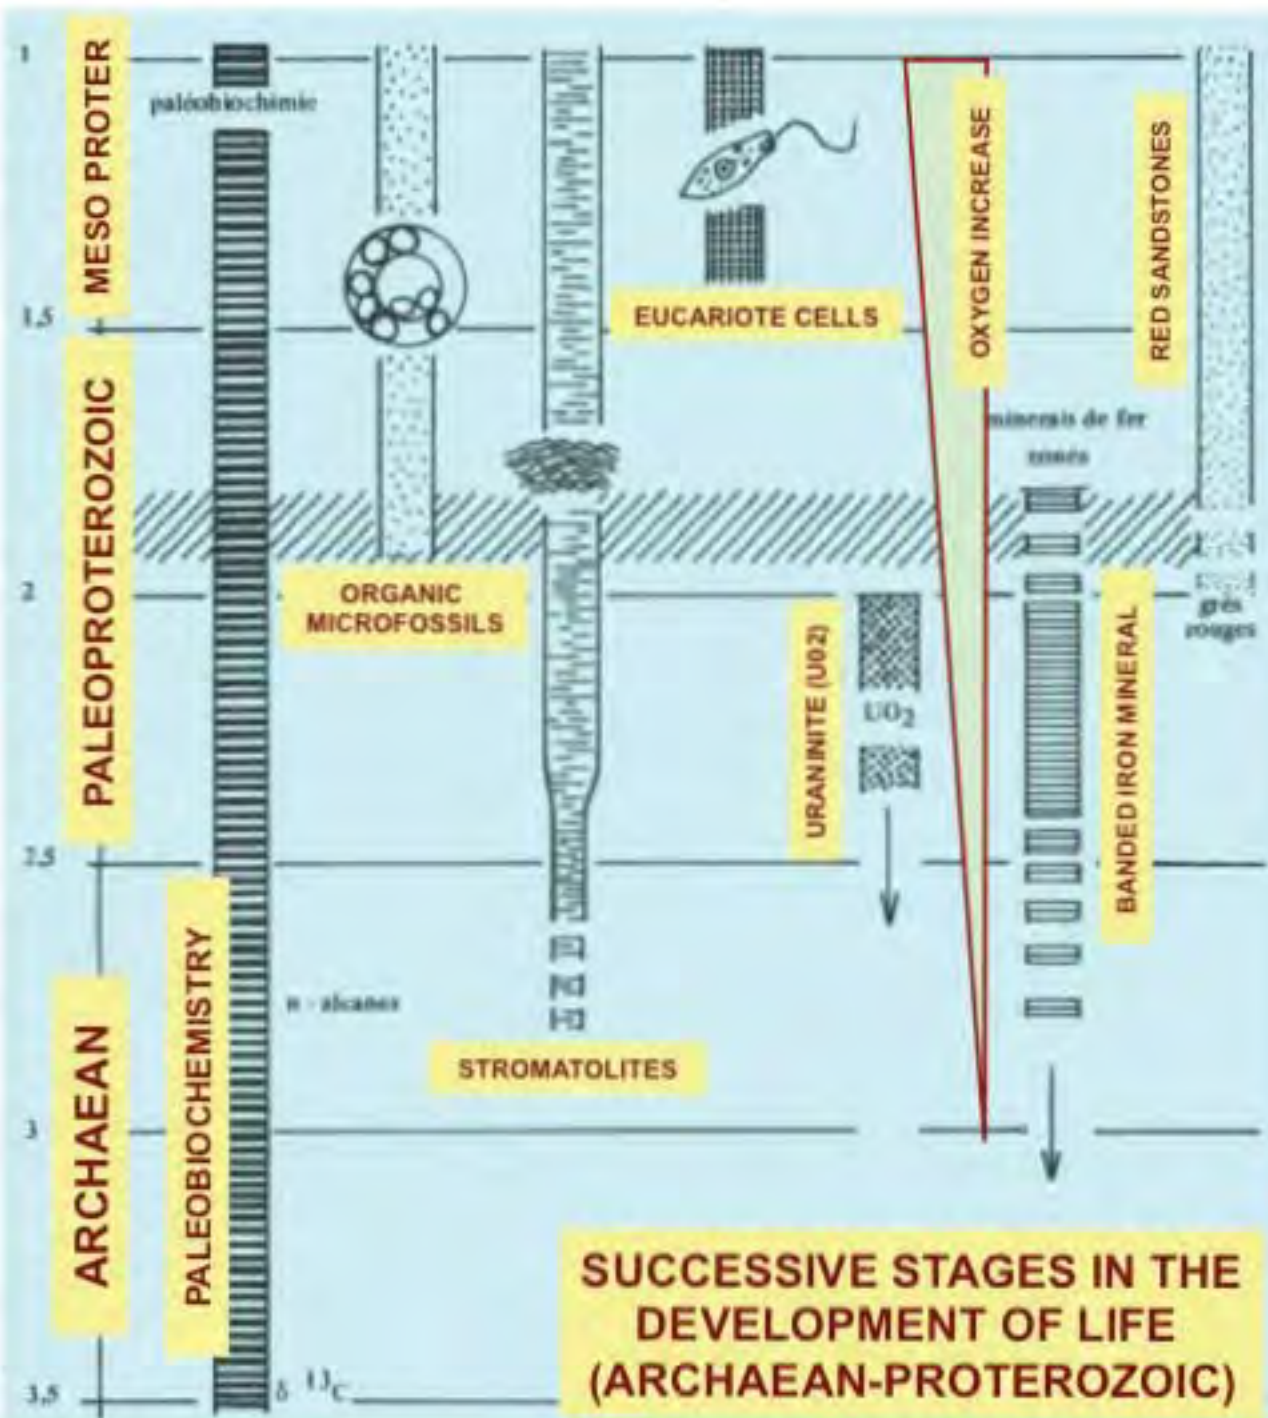 1
MESO PROTER
paléobiochimie
OXYGEN INCREASE
RED SANDSTONES
EUCARIOTE CELLS
1,5
PALEOPROTEROZOIC
minerais de fer
zonés
2
ORGANIC
MICROFOSSILS
URANINITE (U02)
UO2
BANDED IRON MINERAL
grès
rouges
2,5
ARCHAEAN
PALEOBIOCHEMISTRY
n - alcanes
STROMATOLITES
3
SUCCESSIVE STAGES IN THE
DEVELOPMENT OF LIFE
(ARCHAEAN-PROTEROZOIC)
3,5
δ 13C